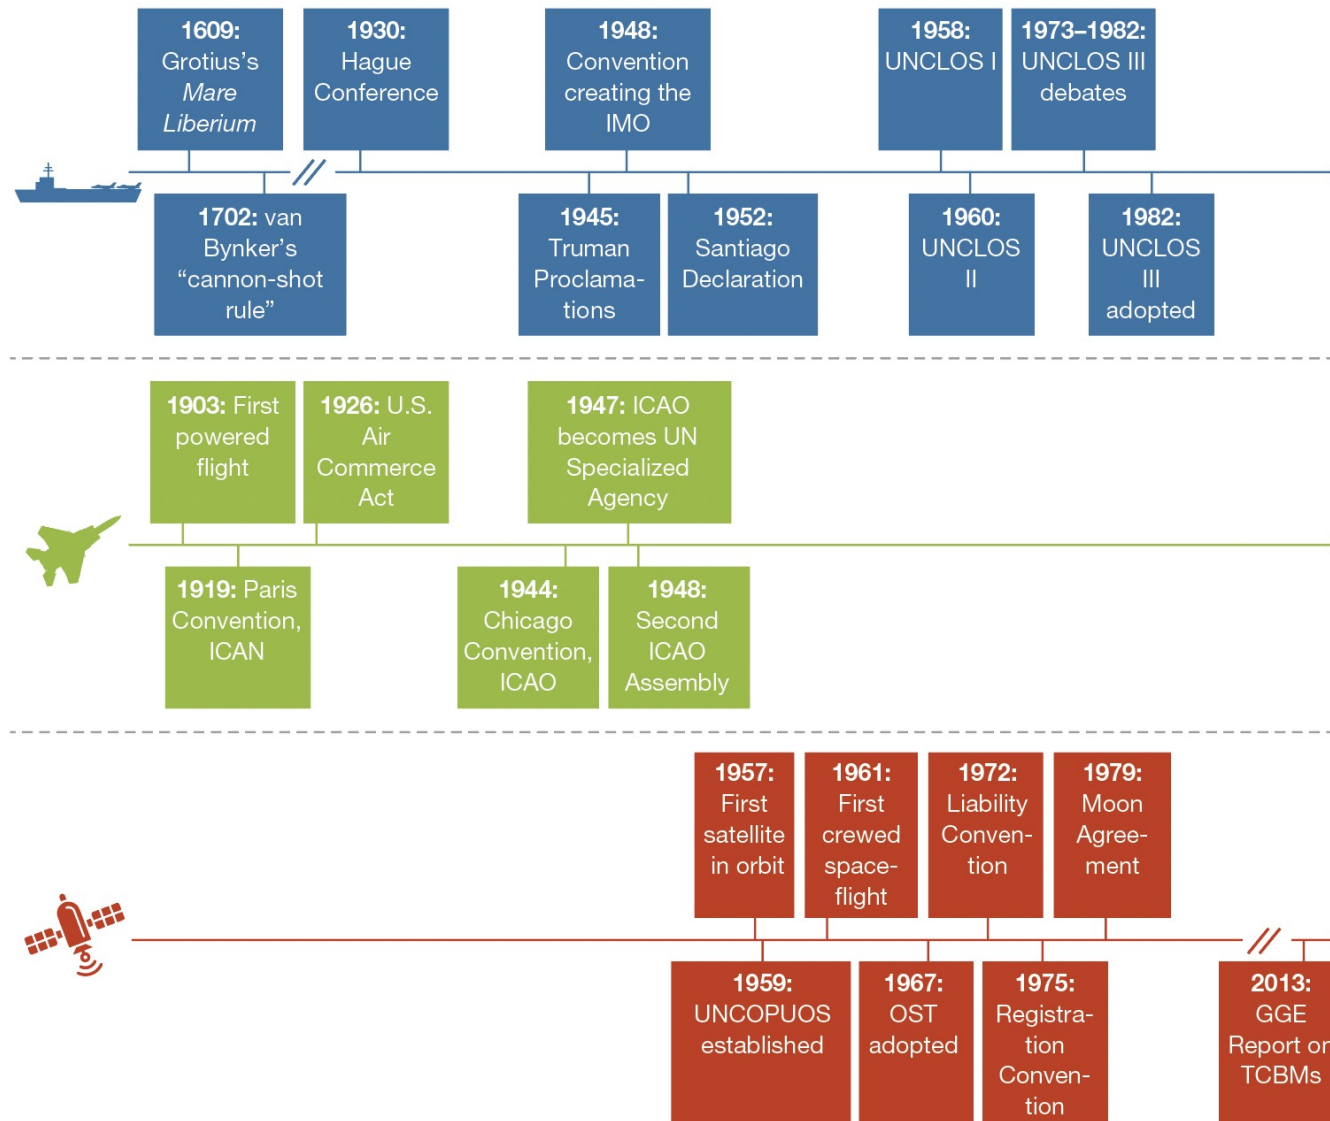 1609:
Grotius's
Mare
Liberium
1930:
Hague
Conference
1948:
Convention
creating the
IMO
1958:
UNCLOS I
1973–1982:
UNCLOS III
debates
1702: van
Bynker's
“cannon-shot
rule”
1945:
Truman
Proclama-
tions
1952:
Santiago
Declaration
1960:
UNCLOS
II
1982:
UNCLOS
III
adopted
1903: First
powered
flight
1926: U.S.
Air
Commerce
Act
1947: ICAO
becomes UN
Specialized
Agency
1919: Paris
Convention,
ICAN
1944:
Chicago
Convention,
ICAO
1948:
Second
ICAO
Assembly
1957:
First
satellite
in orbit
1961:
First
crewed
space-
flight
1972:
Liability
Conven-
tion
1979:
Moon
Agree-
ment
1959:
UNCOPUOS
established
1967:
OST
adopted
1975:
Registra-
tion
Conven-
tion
2013:
GGE
Report on
TCBMs